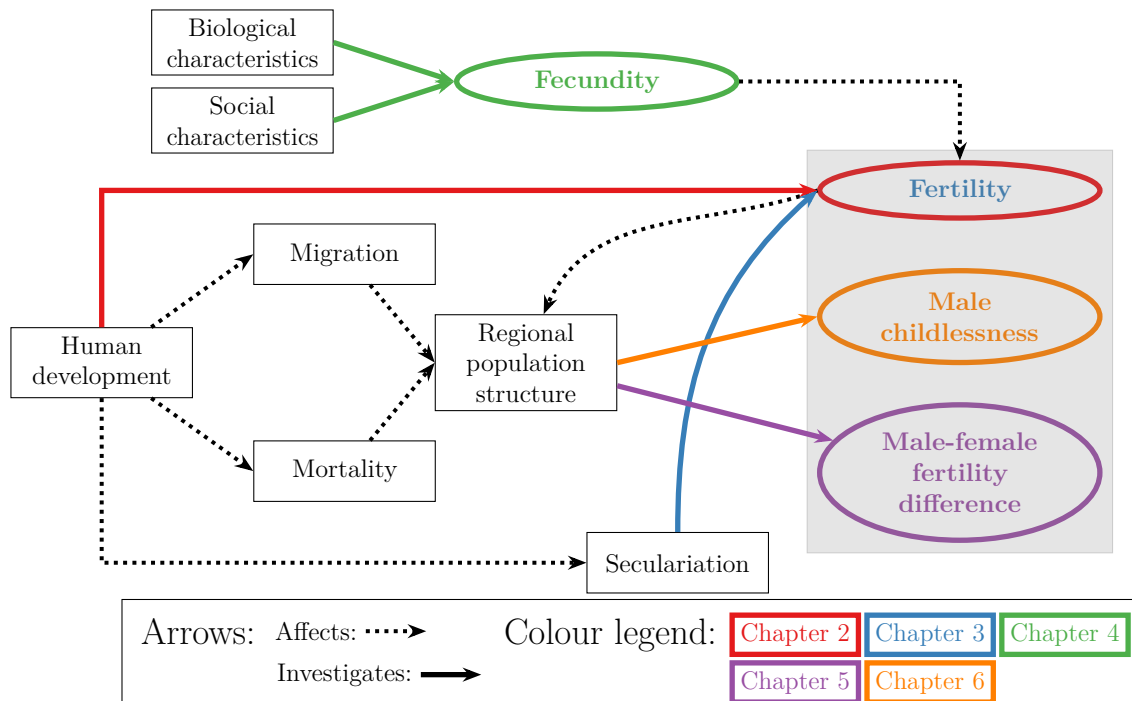 Biological
characteristics
Social
characteristics
Fecundity
Fertility
Migration
Male
childlessness
Human
development
Regional
population
structure
Male-female
fertility
difference
Mortality
Seculariation
Arrows:
Affects:
Investigates:
Colour legend:
Chapter 2
Chapter 3
Chapter 4
Chapter 5
Chapter 6